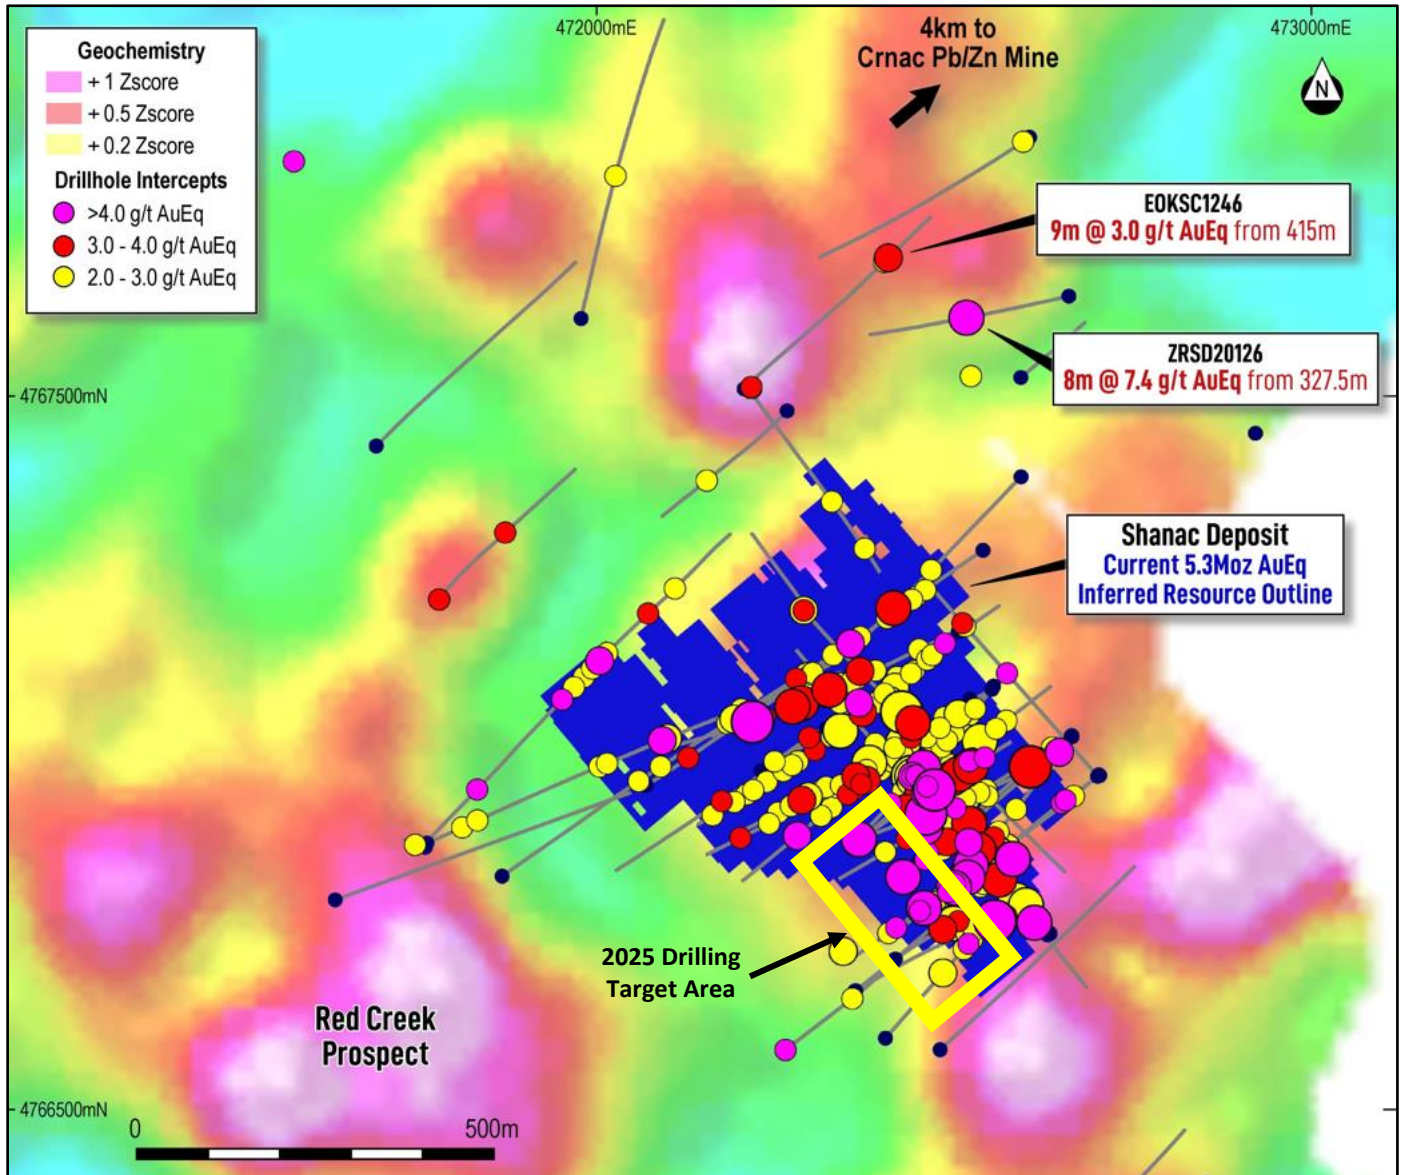 472000mE
473000mE
4km to
Crnac Pb/Zn Mine
N
Geochemistry
+ 1 Zscore
+ 0.5 Zscore
+ 0.2 Zscore
Drillhole Intercepts
>4.0 g/t AuEq
3.0 - 4.0 g/t AuEq
2.0 - 3.0 g/t AuEq
EOKSC1246
9m @ 3.0 g/t AuEq from 415m
ZRSD20126
8m @ 7.4 g/t AuEq from 327.5m
4767500mN
Shanac Deposit
Current 5.3Moz AuEq
Inferred Resource Outline
2025 Drilling
Target Area
Red Creek
Prospect
4766500mN
0
500m